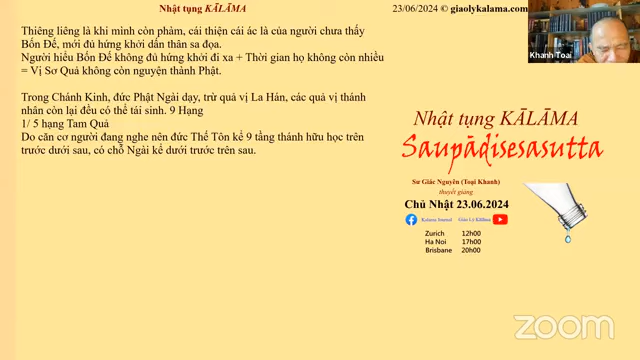 Nhật tụng KĀLĀMA
23/06/2024 © giaolykalama.com
Thiêng liêng là khi mình còn phàm, cái thiện cái ác là của người chưa thấy
Bốn Đế, mới đủ hứng khởi dấn thân sa đọa.
Người hiểu Bốn Đế không đủ hứng khởi đi xa + Thời gian họ không còn nhiều
= Vị Sơ Quả không còn nguyện thành Phật.
Trong Chánh Kinh, đức Phật Ngài dạy, trừ quả vị La Hán, các quả vị thánh
nhân còn lại đều có thể tái sinh. 9 Hạng
1/ 5 hạng Tam Quả
Do căn cơ người đang nghe nên đức Thế Tôn kể 9 tầng thánh hữu học trên
trước dưới sau, có chỗ Ngài kể dưới trước trên sau.
Khanh Toai
Nhật tụng KĀLĀMA
Saupādisesasutta
Sư Giác Nguyên (Toại Khanh)
thuyết giảng
Chủ Nhật 23.06.2024
Kalama Journal
Giáo Lý Kālāma
Zurich 12h00
Ha Noi 17h00
Brisbane 20h00
zoom